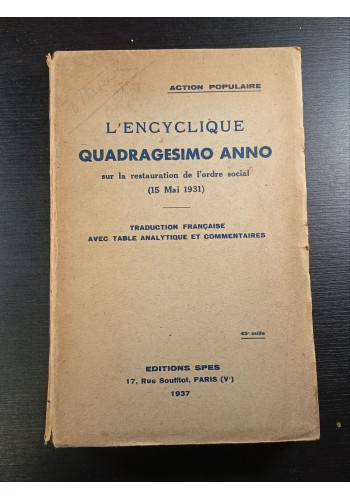 ACTION POPULAIRE
L'ENCYCLIQUE
QUADRAGESIMO ANNO
sur la restauration de l'ordre social
(15 Mai 1931)
TRADUCTION FRANÇAISE
AVEC TABLE ANALYTIQUE ET COMMENTAIRES
45e mille
EDITIONS SPES
17, Rue Soufflot, PARIS (Ve)
1937